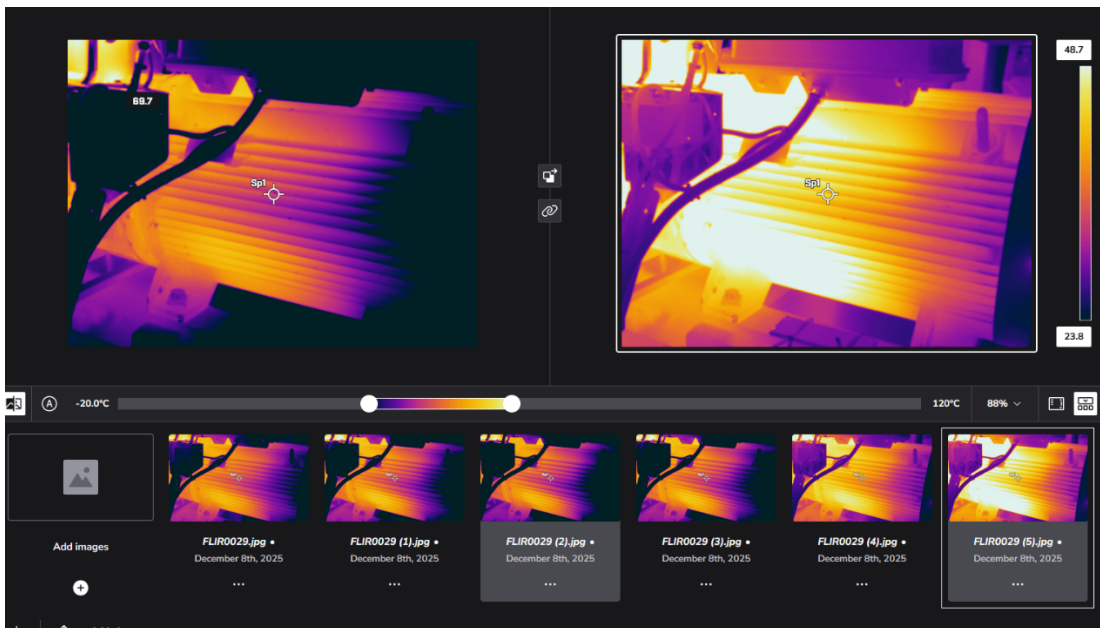 48.7
69.7
Sp1
Sp1
23.8
A
-20.0°C
120°C
88%
Add images
FLIR0029.jpg •
December 8th, 2025
...
FLIR0029 (1).jpg •
December 8th, 2025
...
FLIR0029 (2).jpg •
December 8th, 2025
...
FLIR0029 (3).jpg •
December 8th, 2025
...
FLIR0029 (4).jpg •
December 8th, 2025
...
FLIR0029 (5).jpg •
December 8th, 2025
...